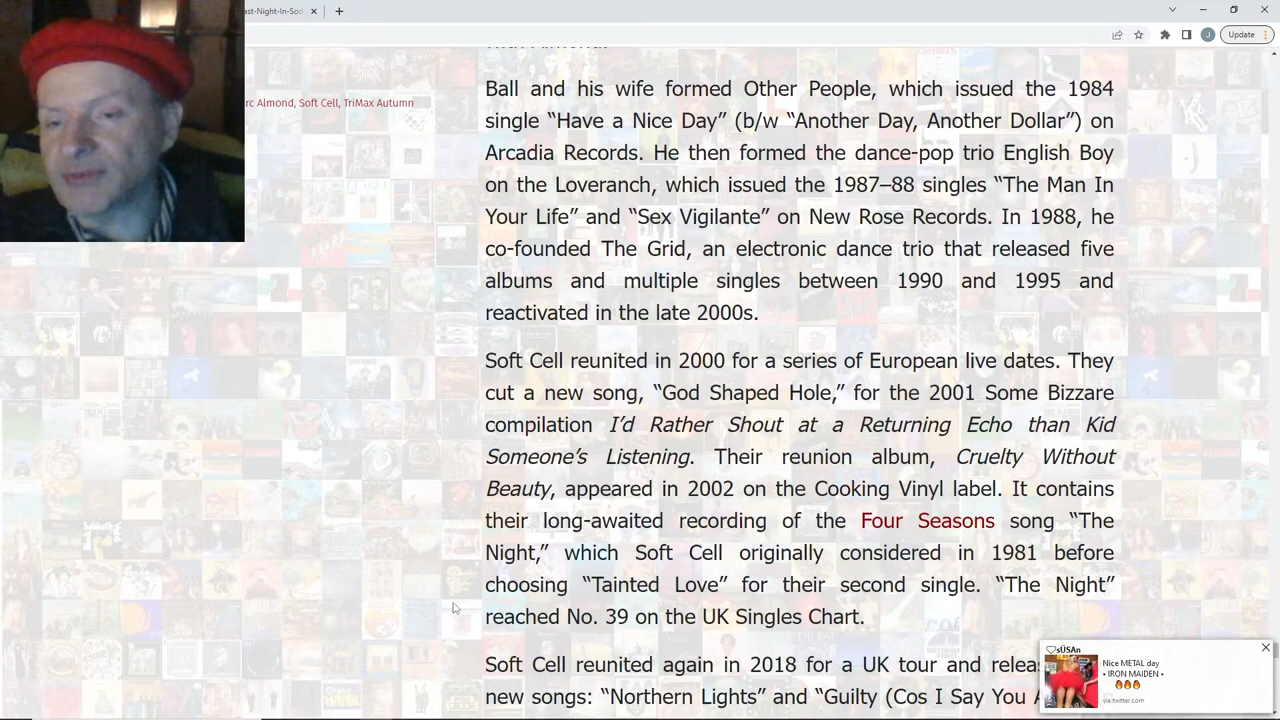 ast-Night-In-Sod
Update
rc Almond, Soft Cell, TriMax Autumn
Ball and his wife formed Other People, which issued the 1984
single “Have a Nice Day” (b/w “Another Day, Another Dollar”) on
Arcadia Records. He then formed the dance-pop trio English Boy
on the Loveranch, which issued the 1987–88 singles “The Man In
Your Life” and “Sex Vigilante” on New Rose Records. In 1988, he
co-founded The Grid, an electronic dance trio that released five
albums and multiple singles between 1990 and 1995 and
reactivated in the late 2000s.
Soft Cell reunited in 2000 for a series of European live dates. They
cut a new song, “God Shaped Hole,” for the 2001 Some Bizzare
compilation I’d Rather Shout at a Returning Echo than Kid
Someone’s Listening. Their reunion album, Cruelty Without
Beauty, appeared in 2002 on the Cooking Vinyl label. It contains
their long-awaited recording of the Four Seasons song “The
Night,” which Soft Cell originally considered in 1981 before
choosing “Tainted Love” for their second single. “The Night”
reached No. 39 on the UK Singles Chart.
Soft Cell reunited again in 2018 for a UK tour and relea
new songs: “Northern Lights” and “Guilty (Cos I Say You A
sÜSAn
Nice METAL day
• IRON MAIDEN •
via twitter.com